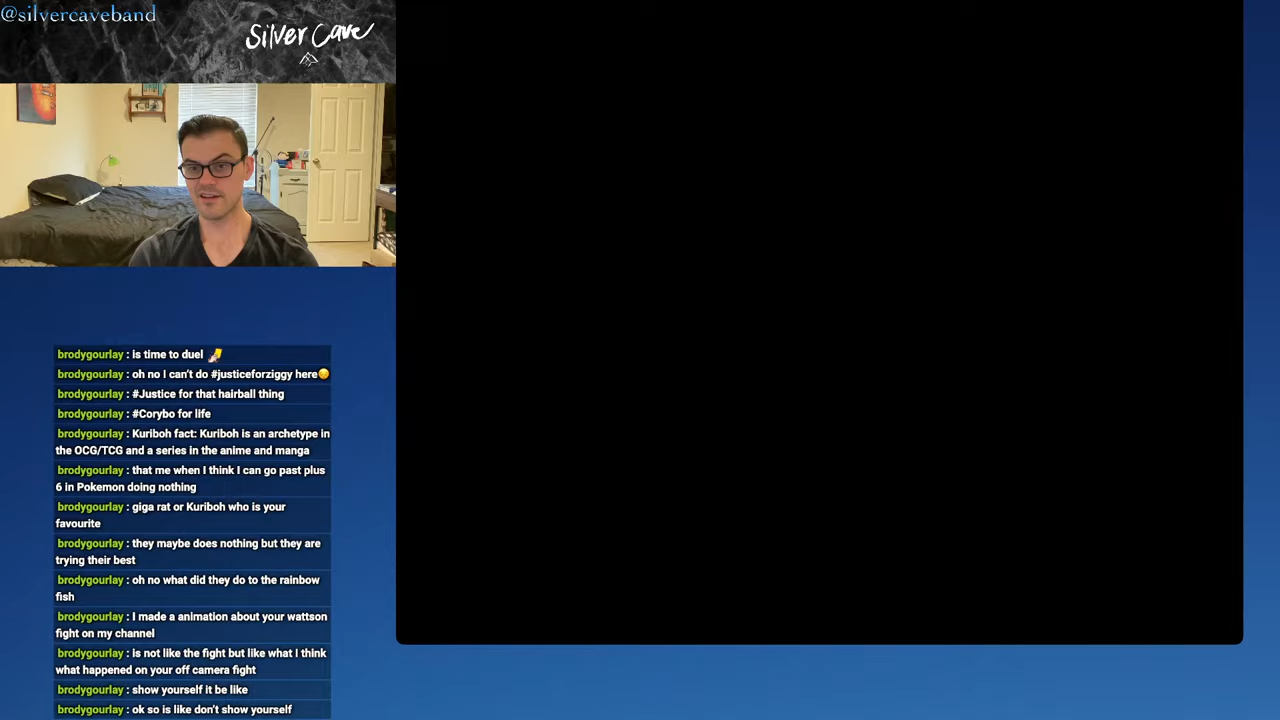 @silvercaveband
Silver Cave
brodygourlay : is time to duel
brodygourlay : oh no I can't do #justiceforziggy here
brodygourlay : #Justice for that hairball thing
brodygourlay : #Corybo for life
brodygourlay : Kuriboh fact: Kuriboh is an archetype in
the OCG/TCG and a series in the anime and manga
brodygourlay : that me when I think I can go past plus
6 in Pokemon doing nothing
brodygourlay : giga rat or Kuriboh who is your
favourite
brodygourlay : they maybe does nothing but they are
trying their best
brodygourlay : oh no what did they do to the rainbow
fish
brodygourlay : I made a animation about your wattson
fight on my channel
brodygourlay : is not like the fight but like what I think
what happened on your off camera fight
brodygourlay : show yourself it be like
brodygourlay : ok so is like don't show yourself